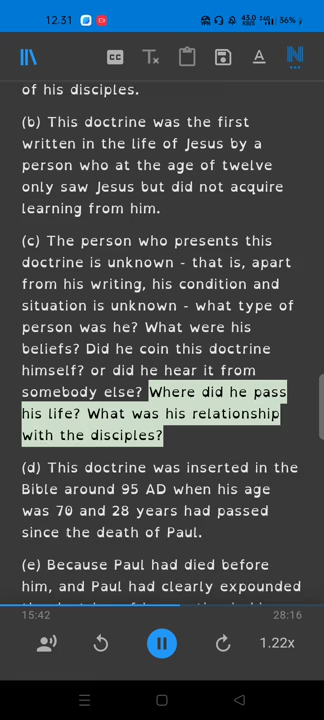 12.31
43.0
KB/S
36%
CC
of his disciples.
(b) This doctrine was the first
written in the life of Jesus by a
person who at the age of twelve
only saw Jesus but did not acquire
learning from him.
(c) The person who presents this
doctrine is unknown - that is, apart
from his writing, his condition and
situation is unknown - what type of
person was he? What were his
beliefs? Did he coin this doctrine
himself? or did he hear it from
somebody else? Where did he pass
his life? What was his relationship
with the disciples?
(d) This doctrine was inserted in the
Bible around 95 AD when his age
was 70 and 28 years had passed
since the death of Paul.
(e) Because Paul had died before
him, and Paul had clearly expounded
15:42 28:16
1.22x